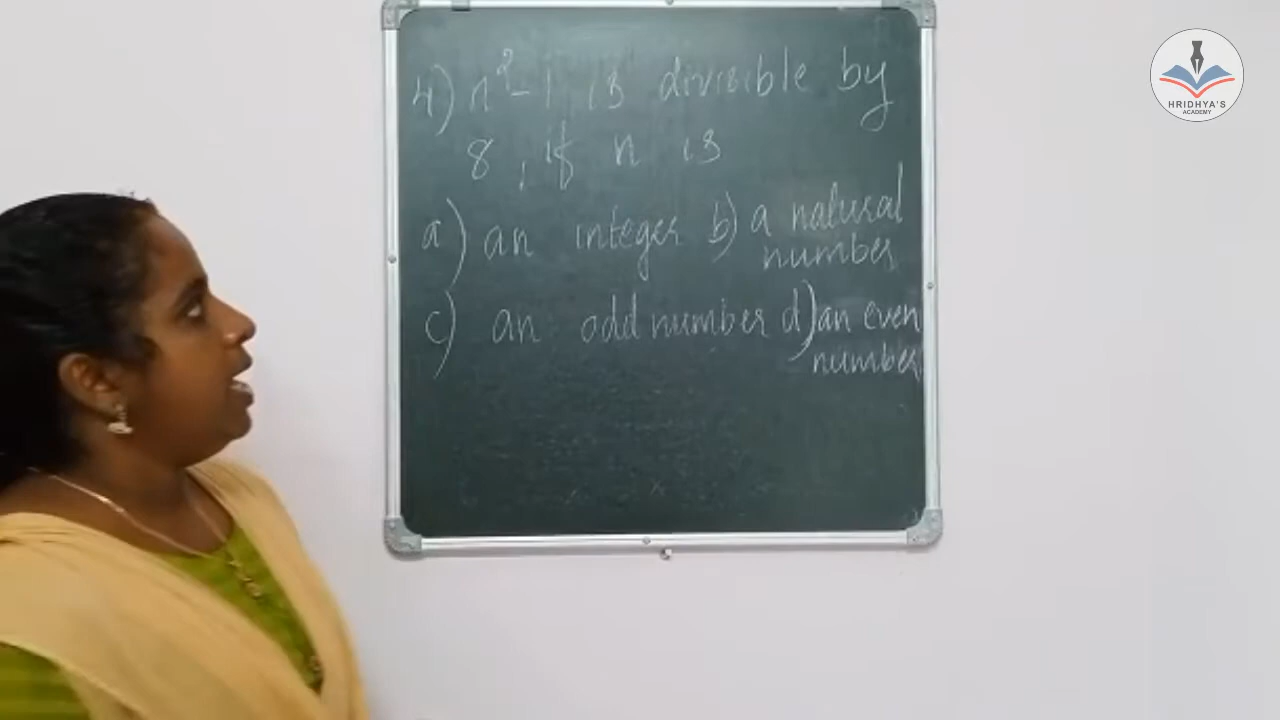 4) n²-1 is divisible by
8, if n is
a) an integer b) a natural number
c) an odd number d) an even number
HRIDHYA'S
ACADEMY